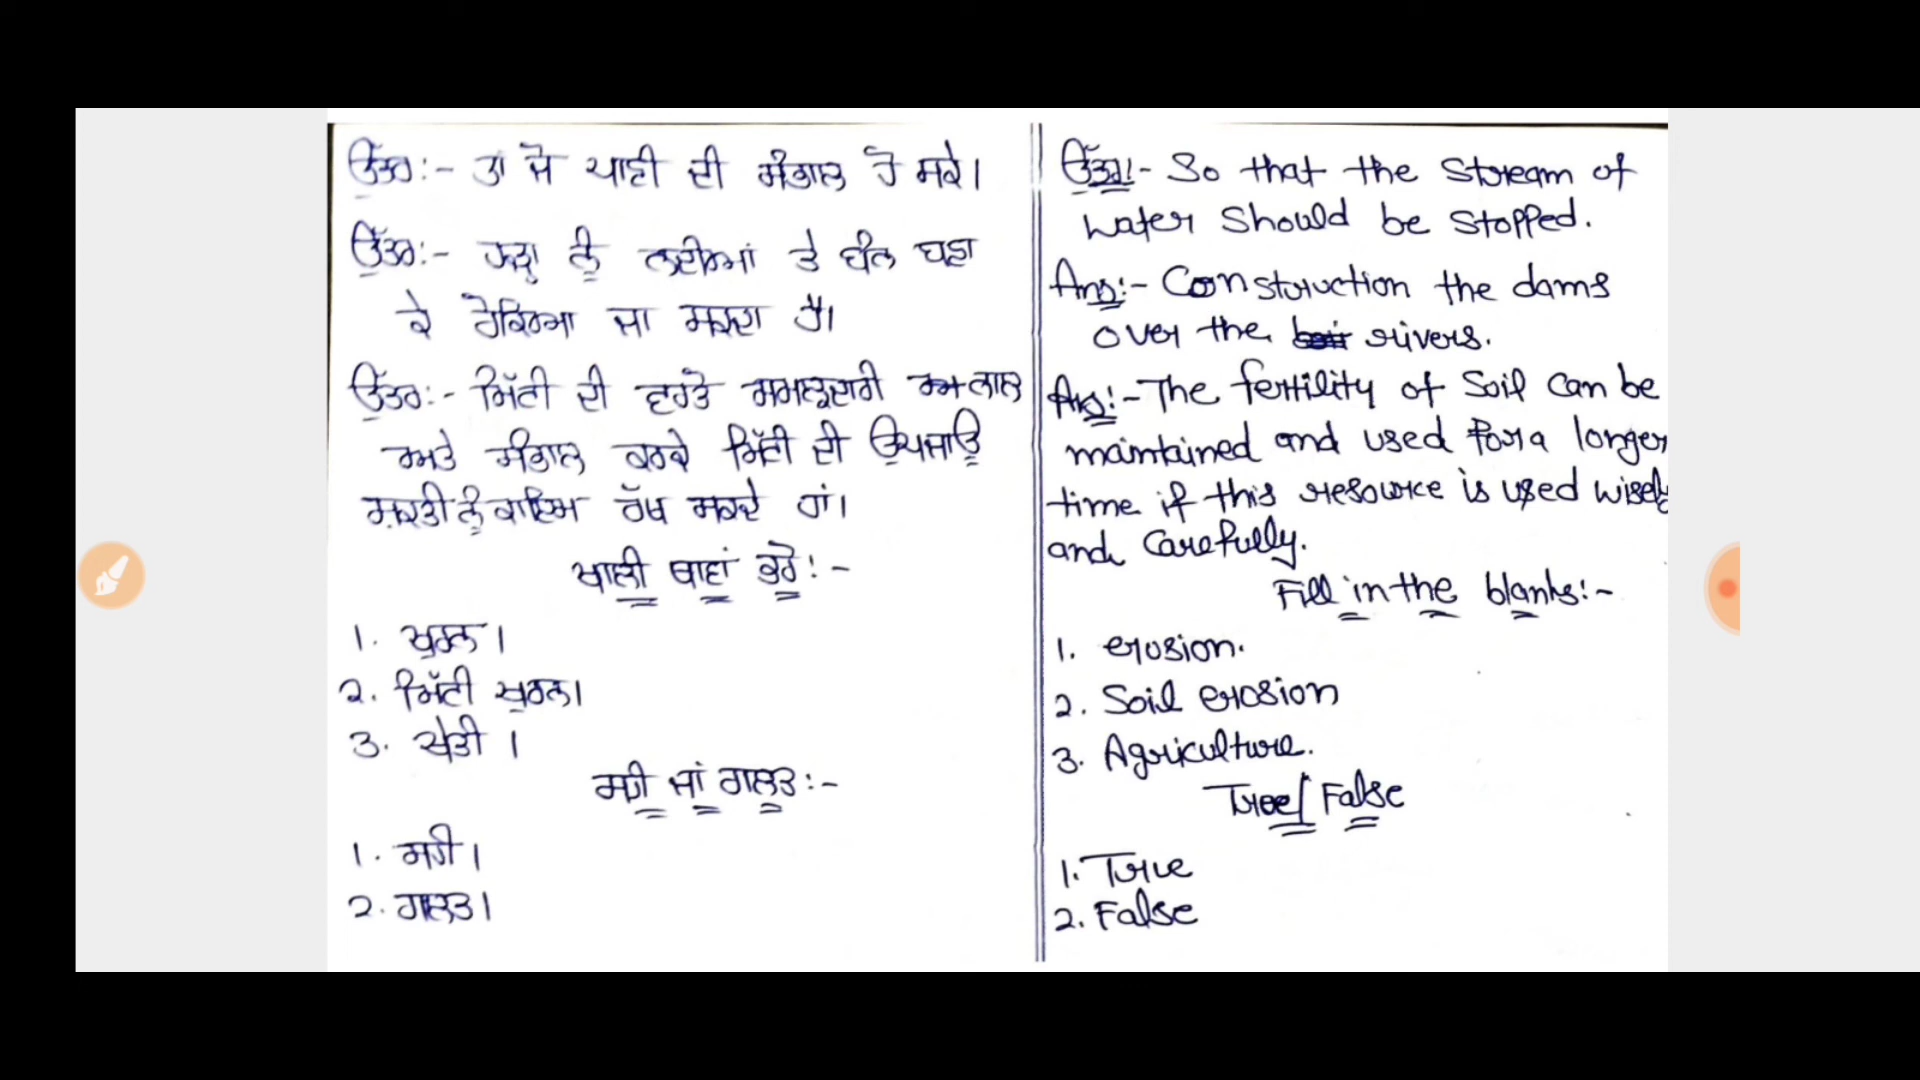 ਉੱਤਰ:- ਤਾਂ ਜੋ ਪਾਣੀ ਦੀ ਸੰਭਾਲ ਹੋ ਸਕੇ।
ਉੱਤਰ:- ਹੜ੍ਹਾਂ ਨੂੰ ਨਦੀਆਂ ਤੇ ਬੰਨ ਬਣਾ
ਕੇ ਰੋਕਿਆ ਜਾ ਸਕਦਾ ਹੈ।
ਉੱਤਰ:- ਮਿੱਟੀ ਦੀ ਵਰਤੋ ਸਮਝਦਾਰੀ ਨਾਲ
ਅਤੇ ਸੰਭਾਲ ਕਰਕੇ ਮਿੱਟੀ ਦੀ ਉਪਜਾਊ
ਸ਼ਕਤੀ ਨੂੰ ਕਾਇਮ ਰੱਖ ਸਕਦੇ ਹਾਂ।
ਖਾਲੀ ਥਾਵਾਂ ਭਰੋ:-
1. ਖੁਰਨ।
2. ਮਿੱਟੀ ਖੁਰਨ।
3. ਖੇਤੀ ।
ਸਹੀ ਜਾਂ ਗਲਤ:-
1. ਸਹੀ।
2. ਗਲਤ।
ਉੱਤਰ:- So that the Stream of
Water Should be Stopped.
Ans:- Construction the dams
over the rivers.
Ans:- The fertility of Soil Can be
maintained and used for a longer
time if this resource is used wisely
and Carefully.
Fill in the blanks:-
1. erosion.
2. Soil erosion
3. Agriculture.
Tree/False
1. True
2. False